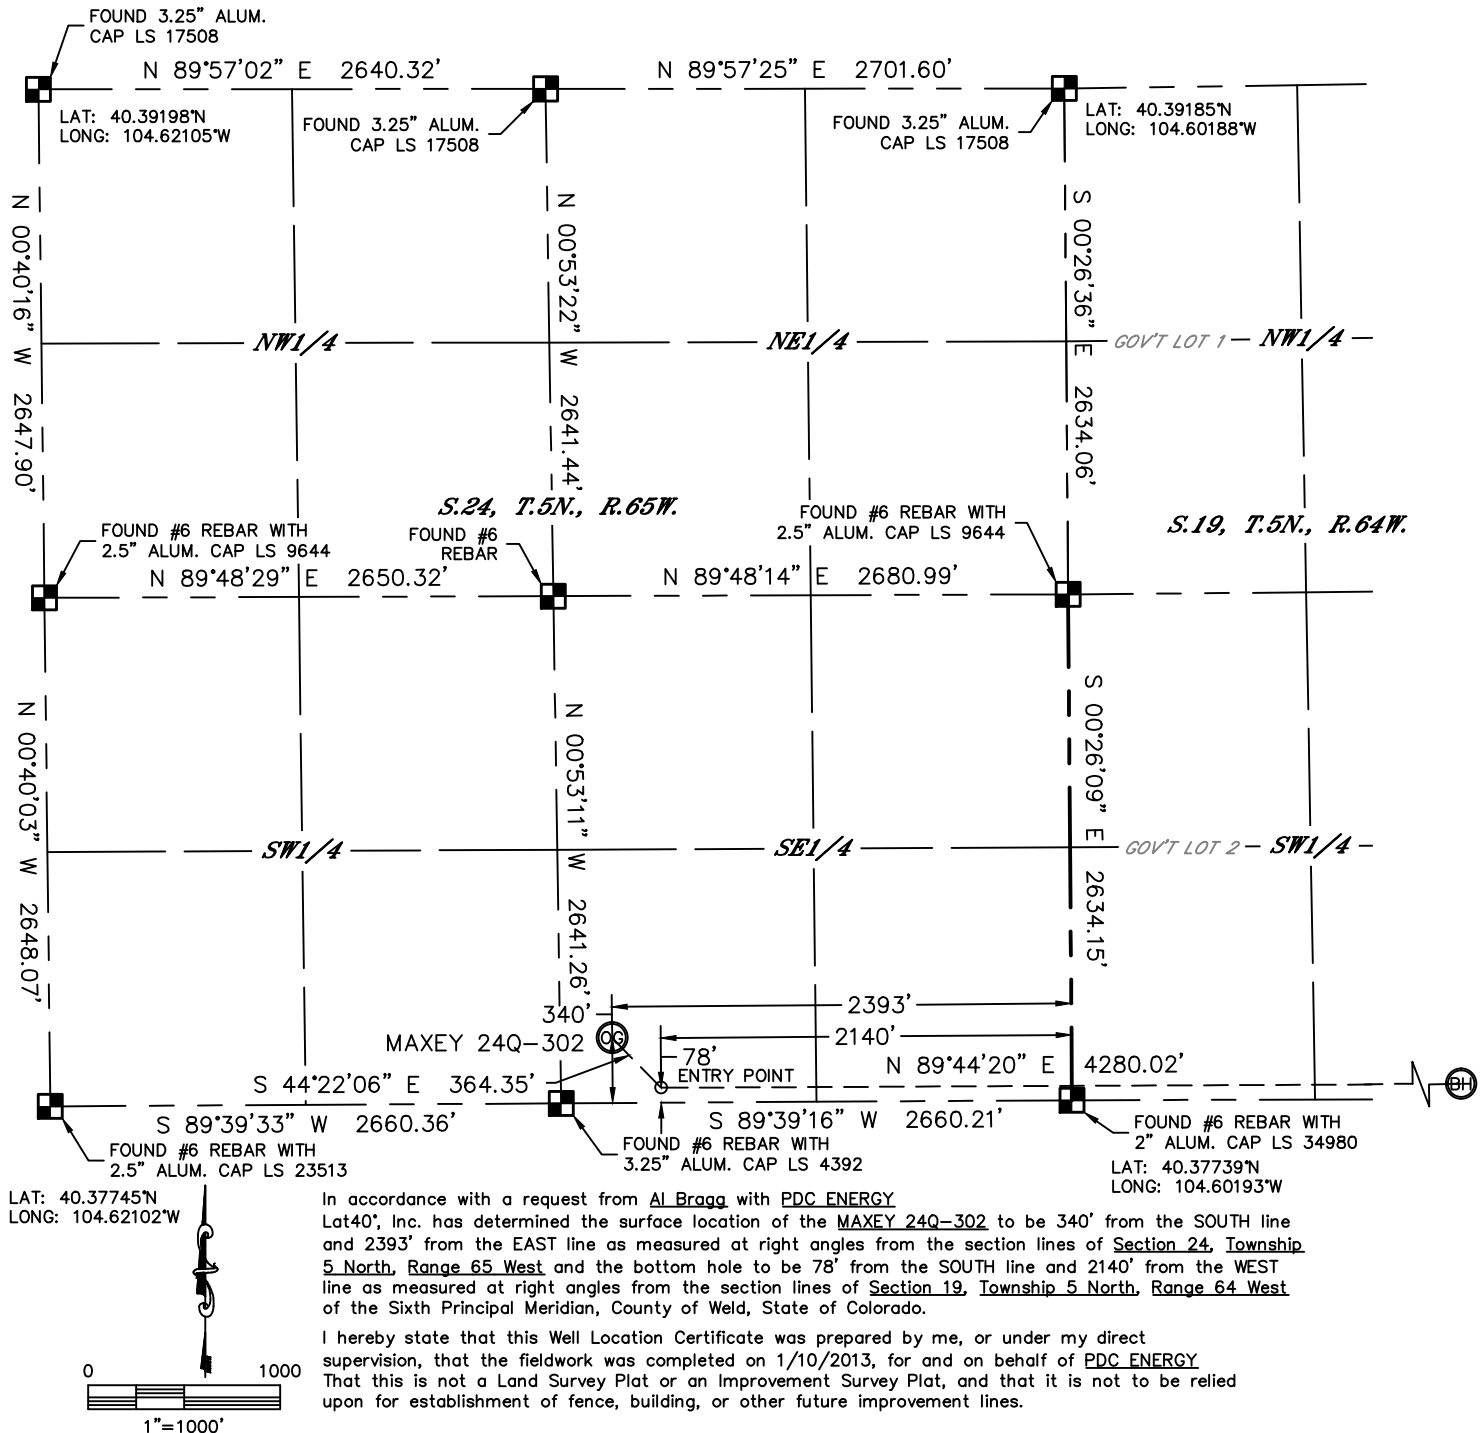 FOUND 3.25” ALUM.
CAP LS 17508
N 89°57’02” E 2640.32’
N 89°57’25” E 2701.60’
LAT: 40.39198°N
LONG: 104.62105°W
FOUND 3.25” ALUM.
CAP LS 17508
FOUND 3.25” ALUM.
CAP LS 17508
LAT: 40.39185°N
LONG: 104.60188°W
N 00°40’16” W 2647.90’
N 00°53’22” W 2641.44’
S 00°26’36” E 2634.06’
NW1/4
NE1/4
GOV'T LOT 1
NW1/4
S.24, T.5N., R.65W.
S.19, T.5N., R.64W.
FOUND #6 REBAR WITH
2.5” ALUM. CAP LS 9644
FOUND #6
REBAR
FOUND #6 REBAR WITH
2.5” ALUM. CAP LS 9644
N 89°48’29” E 2650.32’
N 89°48’14” E 2680.99’
N 00°40’03” W 2648.07’
N 00°53’11” W 2641.26’
S 00°26’09” E 2634.15’
SW1/4
SE1/4
GOV'T LOT 2
SW1/4
2393’
340’
2140’
MAXEY 24Q-302
OG
78’
ENTRY POINT
N 89°44’20” E 4280.02’
BH
S 44°22’06” E 364.35’
S 89°39’33” W 2660.36’
S 89°39’16” W 2660.21’
FOUND #6 REBAR WITH
2.5” ALUM. CAP LS 23513
FOUND #6 REBAR WITH
3.25” ALUM. CAP LS 4392
FOUND #6 REBAR WITH
2” ALUM. CAP LS 34980
LAT: 40.37739°N
LONG: 104.60193°W
LAT: 40.37745°N
LONG: 104.62102°W
In accordance with a request from Al Bragg with PDC ENERGY
Lat40°, Inc. has determined the surface location of the MAXEY 24Q-302 to be 340’ from the SOUTH line
and 2393’ from the EAST line as measured at right angles from the section lines of Section 24, Township
5 North, Range 65 West and the bottom hole to be 78’ from the SOUTH line and 2140’ from the WEST
line as measured at right angles from the section lines of Section 19, Township 5 North, Range 64 West
of the Sixth Principal Meridian, County of Weld, State of Colorado.
I hereby state that this Well Location Certificate was prepared by me, or under my direct
supervision, that the fieldwork was completed on 1/10/2013, for and on behalf of PDC ENERGY
That this is not a Land Survey Plat or an Improvement Survey Plat, and that it is not to be relied
upon for establishment of fence, building, or other future improvement lines.
0 1000
1”=1000’